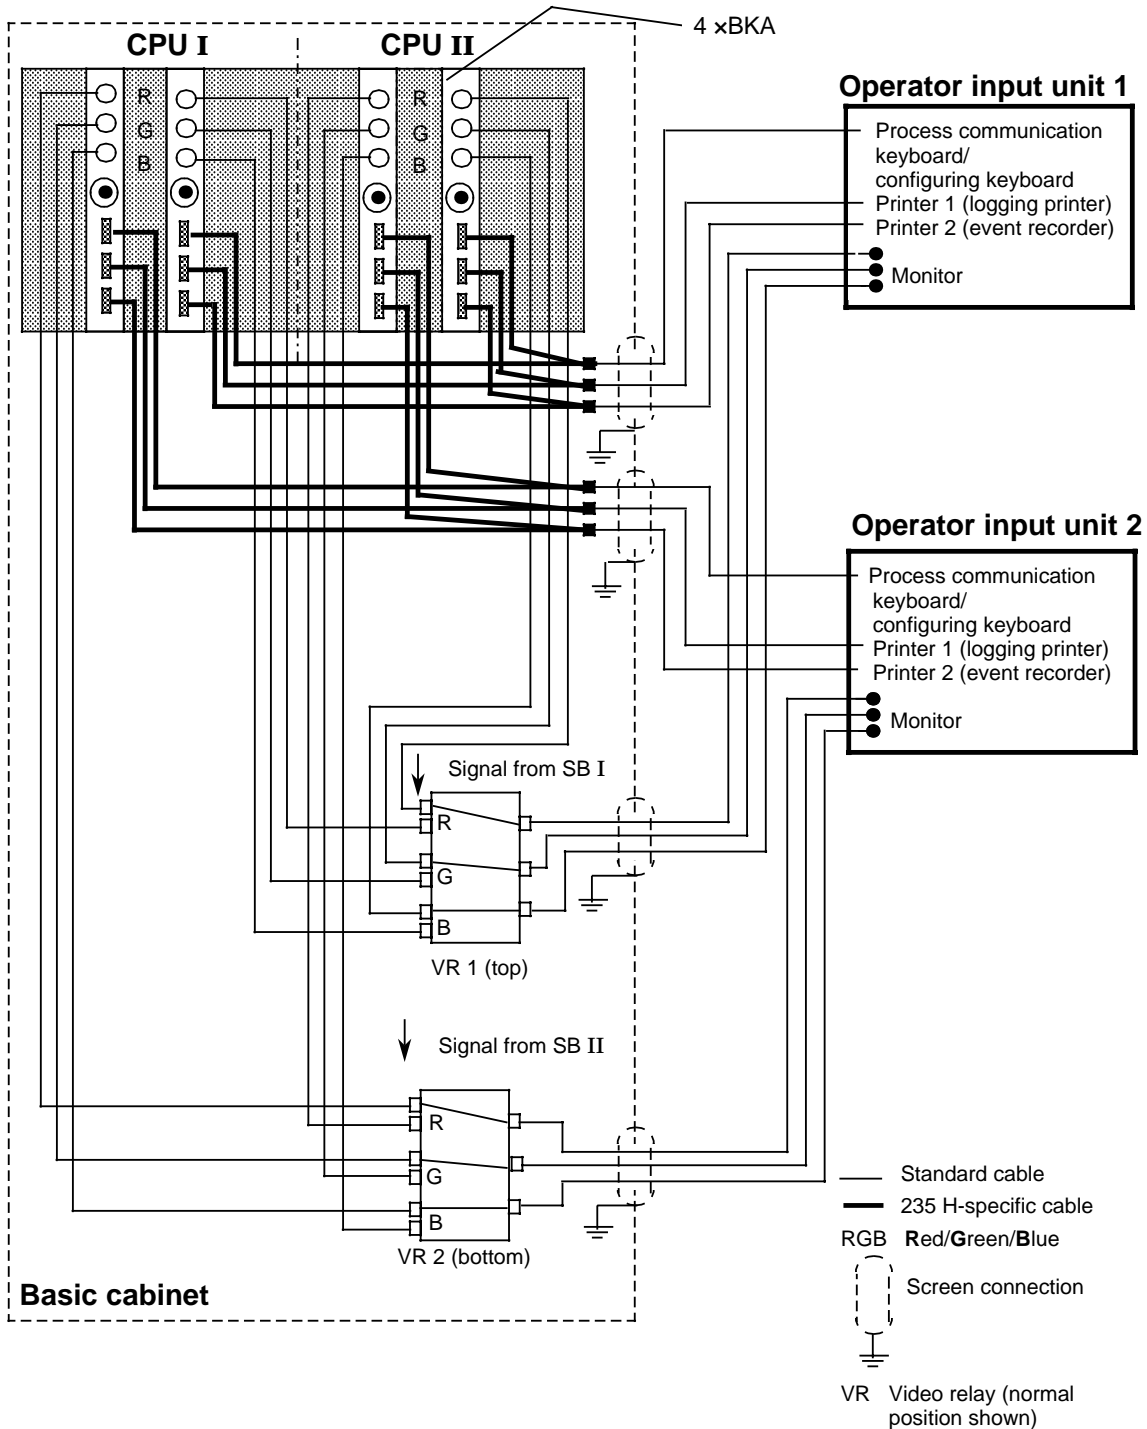 4 ×BKA
CPU I
CPU II
R
G
B
R
G
B
Operator input unit 1
Process communication
keyboard/
configuring keyboard
Printer 1 (logging printer)
Printer 2 (event recorder)
Monitor
Operator input unit 2
Process communication
keyboard/
configuring keyboard
Printer 1 (logging printer)
Printer 2 (event recorder)
Monitor
Signal from SB I
R
G
B
VR 1 (top)
Signal from SB II
R
G
B
VR 2 (bottom)
Basic cabinet
Standard cable
235 H-specific cable
RGB Red/Green/Blue
Screen connection
VR Video relay (normal
position shown)